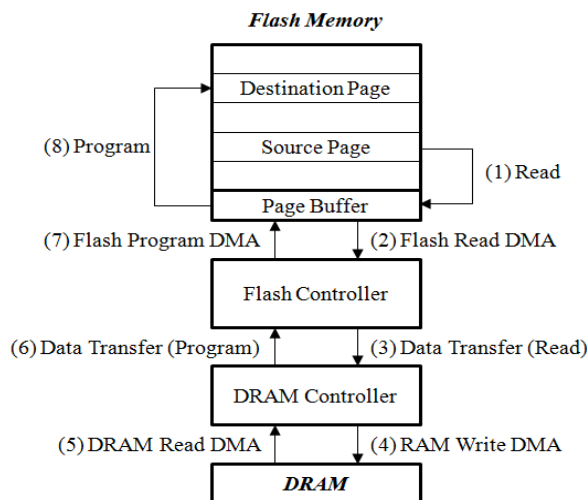 Flash Memory
Destination Page
(8) Program
Source Page
(1) Read
Page Buffer
(7) Flash Program DMA
(2) Flash Read DMA
Flash Controller
(6) Data Transfer (Program)
(3) Data Transfer (Read)
DRAM Controller
(5) DRAM Read DMA
(4) RAM Write DMA
DRAM